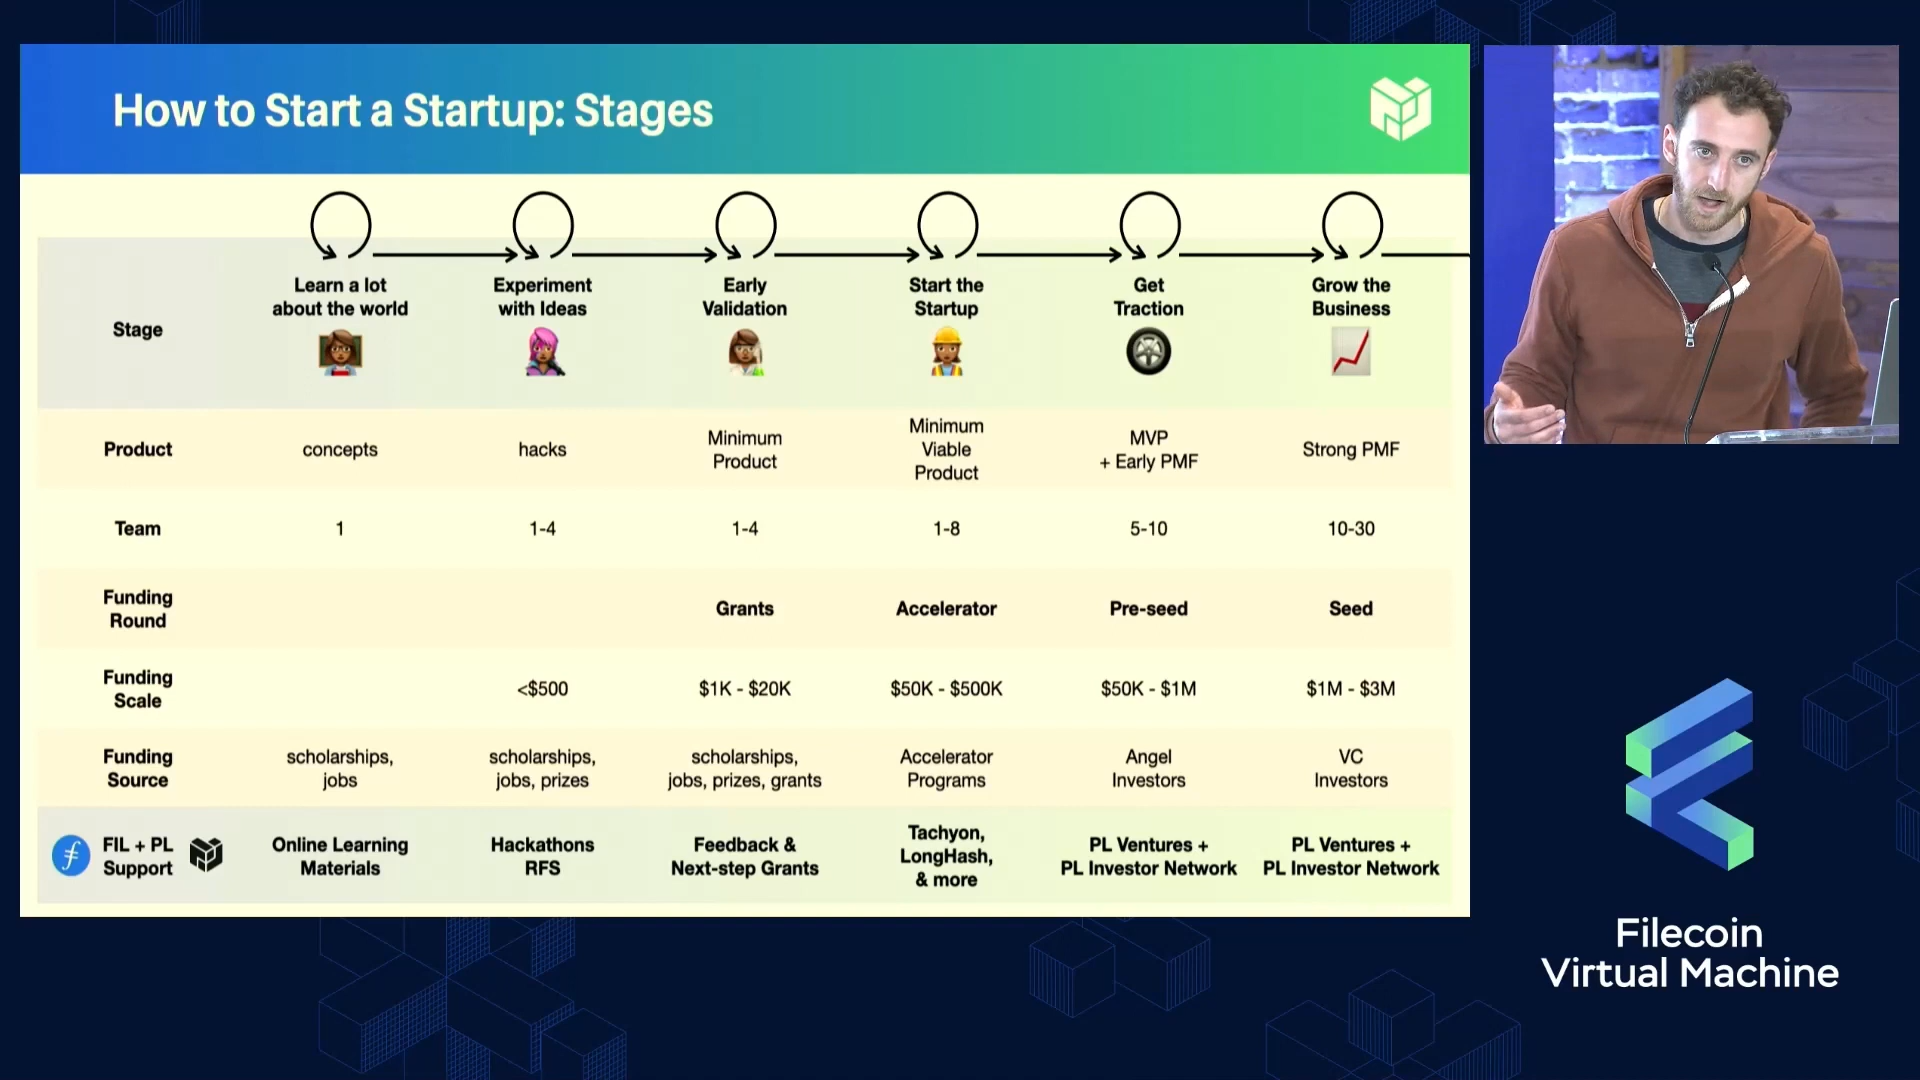 How to Start a Startup: Stages
Stage
Learn a lot
about the world
Experiment
with Ideas
Early
Validation
Start the
Startup
Get
Traction
Grow the
Business
Product
concepts
hacks
Minimum
Product
Minimum
Viable
Product
MVP
+ Early PMF
Strong PMF
Team
1
1-4
1-4
1-8
5-10
10-30
Funding
Round
Grants
Accelerator
Pre-seed
Seed
Funding
Scale
<$500
$1K - $20K
$50K - $500K
$50K - $1M
$1M - $3M
Funding
Source
scholarships,
jobs
scholarships,
jobs, prizes
scholarships,
jobs, prizes, grants
Accelerator
Programs
Angel
Investors
VC
Investors
FIL + PL
Support
Online Learning
Materials
Hackathons
RFS
Feedback &
Next-step Grants
Tachyon,
LongHash,
& more
PL Ventures +
PL Investor Network
PL Ventures +
PL Investor Network
Filecoin
Virtual Machine